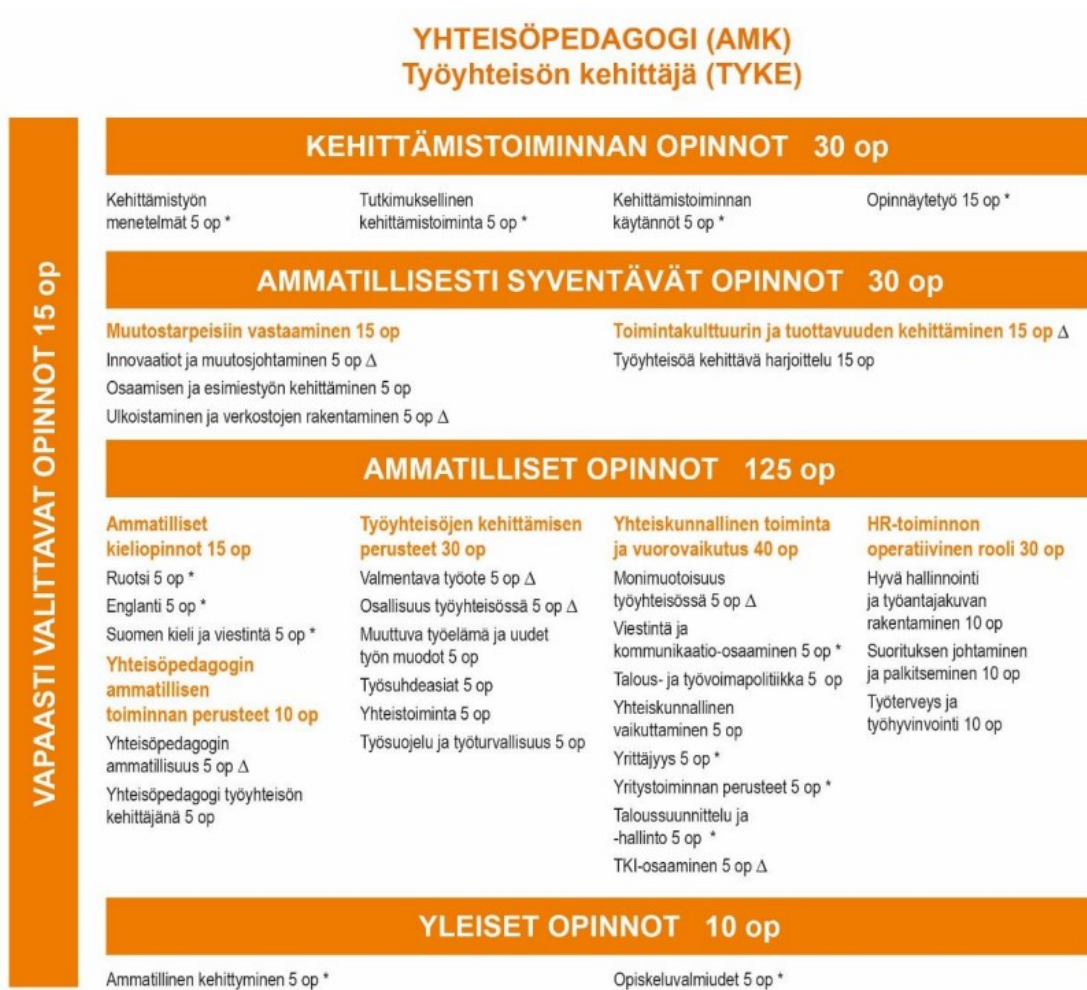 YHTEISÖPEDAGOGI (AMK)
Työyhteisön kehittäjä (TYKE)
VAPAASTI VALITTAVAT OPINNOT 15 op
KEHITTÄMISTOIMINNAN OPINNOT 30 op
Kehittämistyön
menetelmät 5 op *
Tutkimuksellinen
kehittämistoiminta 5 op *
Kehittämistoiminnan
käytännöt 5 op *
Opinnäytetyö 15 op *
AMMATILLISESTI SYVENTÄVÄT OPINNOT 30 op
Muutostarpeisiin vastaaminen 15 op
Innovaatiot ja muutosjohtaminen 5 op Δ
Osaamisen ja esimiestyön kehittäminen 5 op
Ulkoistaminen ja verkostojen rakentaminen 5 op Δ
Toimintakulttuurin ja tuottavuuden kehittäminen 15 op Δ
Työyhteisöä kehittävä harjoittelu 15 op
AMMATILLISET OPINNOT 125 op
Ammatilliset
kieliopinnot 15 op
Ruotsi 5 op *
Englanti 5 op *
Suomen kieli ja viestintä 5 op *
Yhteisöpedagogin
ammatillisen
toiminnan perusteet 10 op
Yhteisöpedagogin
ammatillisuus 5 op Δ
Yhteisöpedagogi työyhteisön
kehittäjänä 5 op
Työyhteisöjen kehittämisen
perusteet 30 op
Valmentava työote 5 op Δ
Osallisuus työyhteisössä 5 op Δ
Muuttuva työelämä ja uudet
työn muodot 5 op
Työsuhdeasiat 5 op
Yhteistoiminta 5 op
Työsuojelu ja työturvallisuus 5 op
Yhteiskunnallinen toiminta
ja vuorovaikutus 40 op
Monimuotoisuus
työyhteisössä 5 op Δ
Viestintä ja
kommunikaatio-osaaminen 5 op *
Talous- ja työvoimapolitiikka 5 op
Yhteiskunnallinen
vaikuttaminen 5 op
Yrittäjyys 5 op *
Yritystoiminnan perusteet 5 op *
Taloussuunnittelu ja
-hallinto 5 op *
TKI-osaaminen 5 op Δ
HR-toiminnon
operatiivinen rooli 30 op
Hyvä hallinnointi
ja työantajakuvan
rakentaminen 10 op
Suorituksen johtaminen
ja palkitseminen 10 op
Työterveys ja
työhyvinvointi 10 op
YLEISET OPINNOT 10 op
Ammatillinen kehittyminen 5 op *
Opiskeluvalmiudet 5 op *